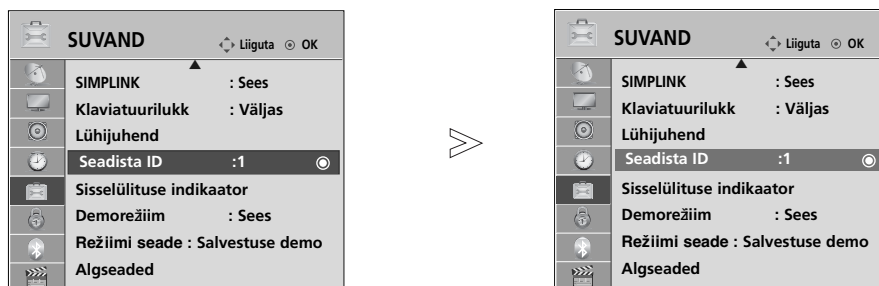 SUVAND Liiguta OK
SIMPLINK : Sees
Klaviatuurilukk : Väljas
Lühijuhend
Seadista ID :1
Sisselülituse indikaator
Demorežiim : Sees
Režiimi seade : Salvestuse demo
Algseaded
SUVAND Liiguta OK
SIMPLINK : Sees
Klaviatuurilukk : Väljas
Lühijuhend
Seadista ID :1
Sisselülituse indikaator
Demorežiim : Sees
Režiimi seade : Salvestuse demo
Algseaded